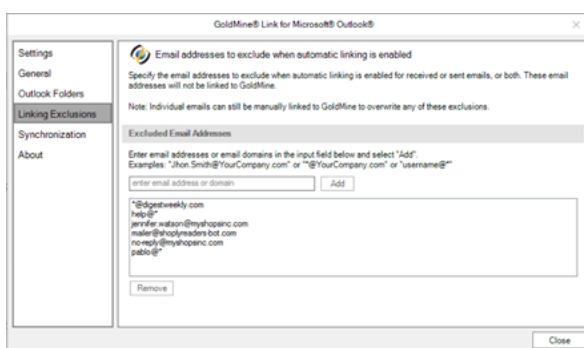 GoldMine® Link for Microsoft® Outlook®
Settings
General
Outlook Folders
Linking Exclusions
Synchronization
About
Email addresses to exclude when automatic linking is enabled
Specify the email addresses to exclude when automatic linking is enabled for received or sent emails, or both. These email
addresses will not be linked to GoldMine.
Note: Individual emails can still be manually linked to GoldMine to overwrite any of these exclusions.
Excluded Email Addresses
Enter email addresses or email domains in the input field below and select "Add".
Examples: "Jhon.Smith@YourCompany.com" or "*@YourCompany.com" or "username@*"
enter email address or domain
Add
*@digestweekly.com
help@*
jennifer.watson@myshopsinc.com
mailer@shoplyreaders-bot.com
no-reply@myshopsinc.com
pablo@*
Remove
Close